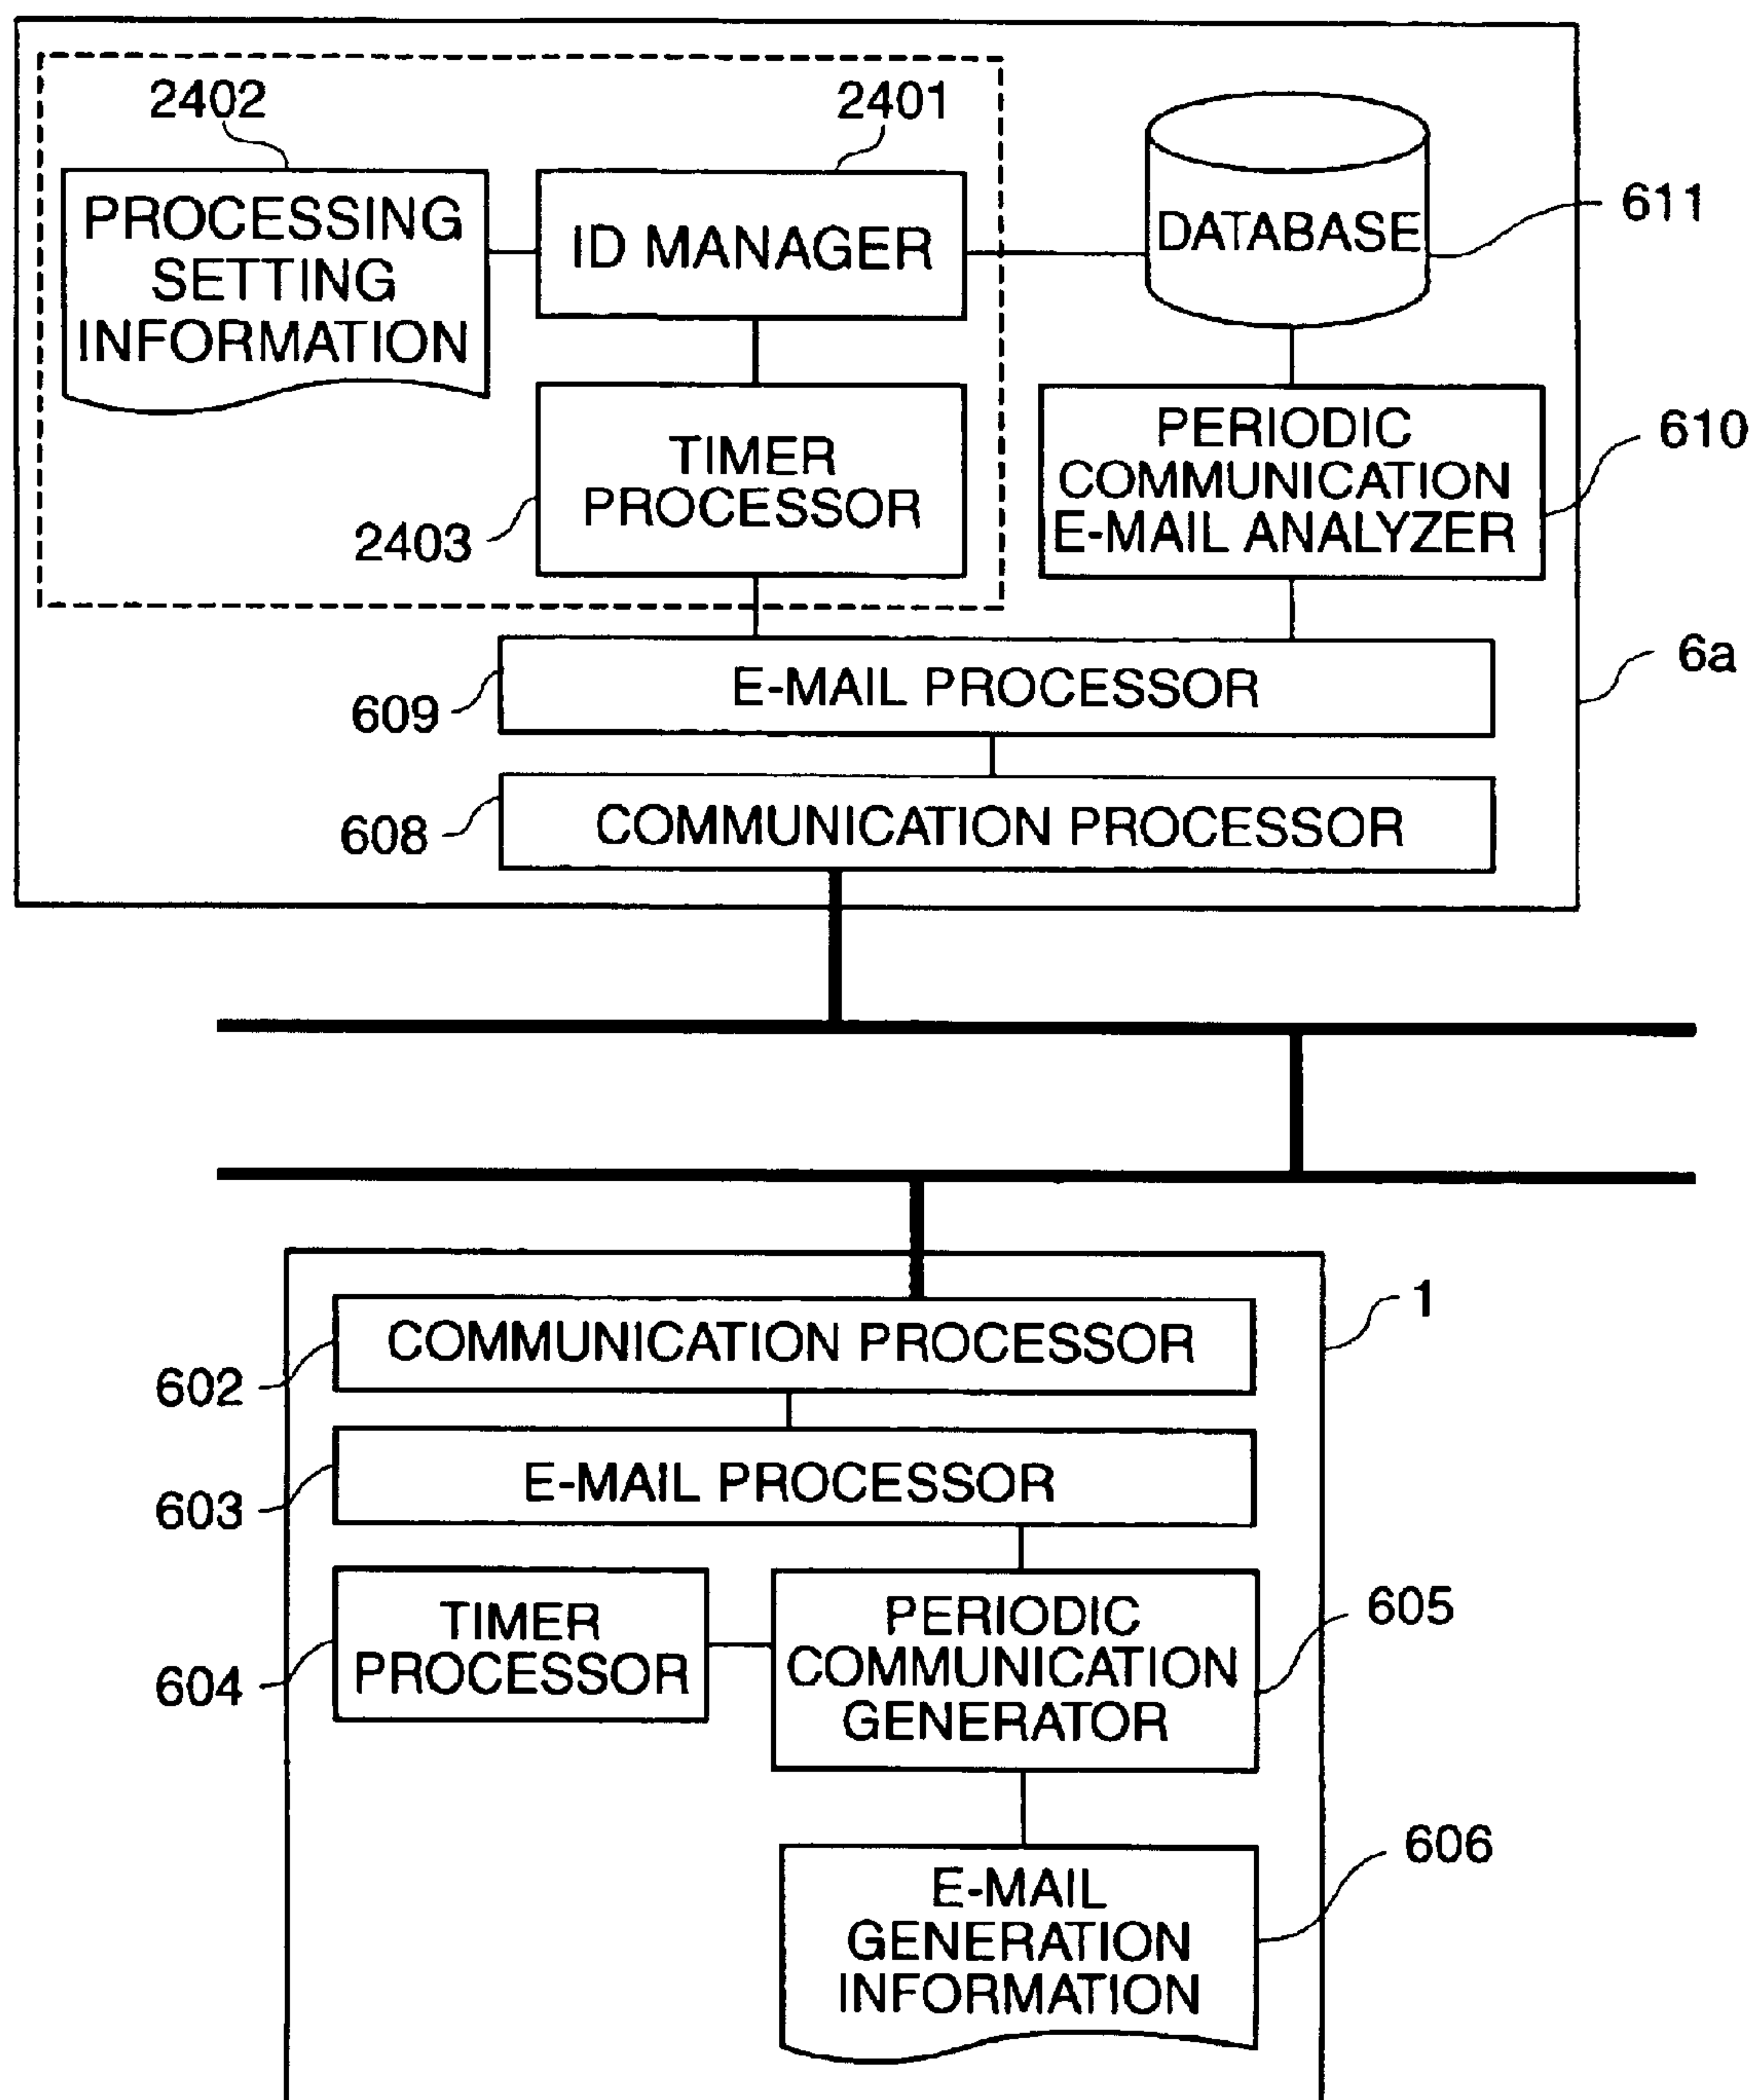 2402
2401
PROCESSING
SETTING
INFORMATION
ID MANAGER
DATABASE
611
TIMER
PROCESSOR
2403
PERIODIC
COMMUNICATION
E-MAIL ANALYZER
610
6a
E-MAIL PROCESSOR
609
COMMUNICATION PROCESSOR
608
1
COMMUNICATION PROCESSOR
602
E-MAIL PROCESSOR
603
TIMER
PROCESSOR
604
PERIODIC
COMMUNICATION
GENERATOR
605
606
E-MAIL
GENERATION
INFORMATION